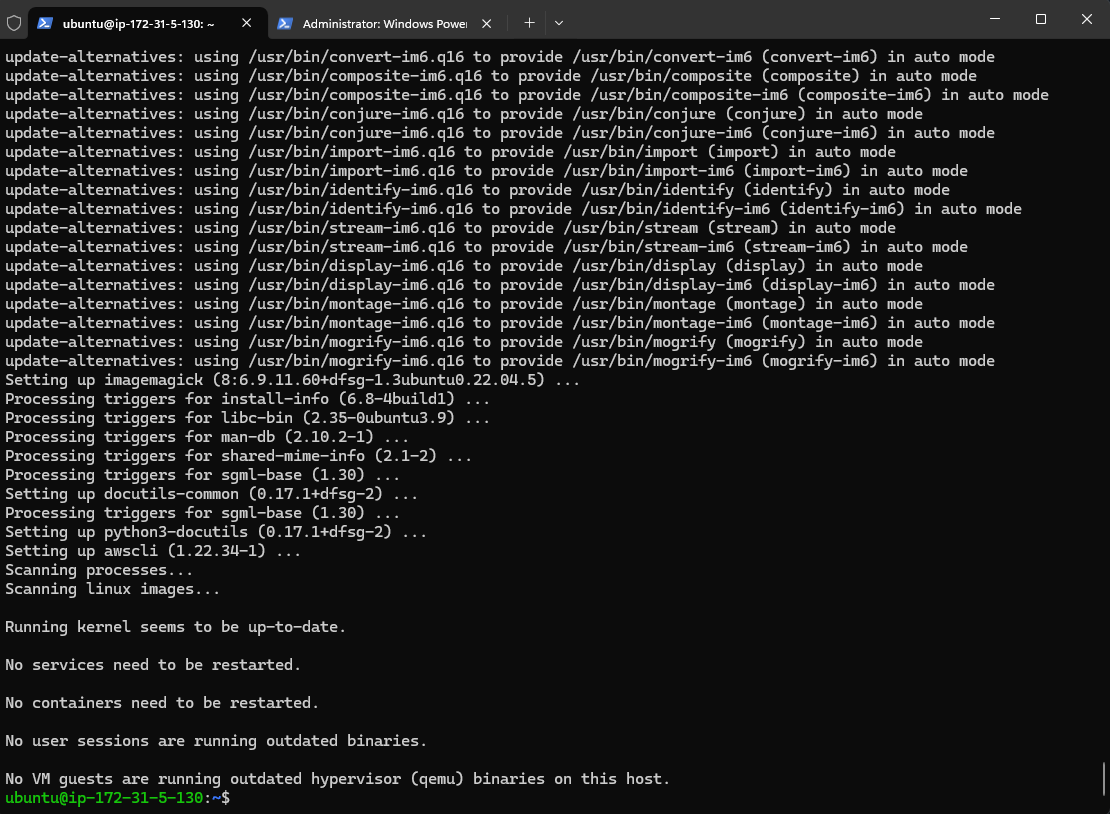 ubuntu@ip-172-31-5-130: ~
Administrator: Windows Power
update-alternatives: using /usr/bin/convert-im6.q16 to provide /usr/bin/convert-im6 (convert-im6) in auto mode
update-alternatives: using /usr/bin/composite-im6.q16 to provide /usr/bin/composite (composite) in auto mode
update-alternatives: using /usr/bin/composite-im6.q16 to provide /usr/bin/composite-im6 (composite-im6) in auto mode
update-alternatives: using /usr/bin/conjure-im6.q16 to provide /usr/bin/conjure (conjure) in auto mode
update-alternatives: using /usr/bin/conjure-im6.q16 to provide /usr/bin/conjure-im6 (conjure-im6) in auto mode
update-alternatives: using /usr/bin/import-im6.q16 to provide /usr/bin/import (import) in auto mode
update-alternatives: using /usr/bin/import-im6.q16 to provide /usr/bin/import-im6 (import-im6) in auto mode
update-alternatives: using /usr/bin/identify-im6.q16 to provide /usr/bin/identify (identify) in auto mode
update-alternatives: using /usr/bin/identify-im6.q16 to provide /usr/bin/identify-im6 (identify-im6) in auto mode
update-alternatives: using /usr/bin/stream-im6.q16 to provide /usr/bin/stream (stream) in auto mode
update-alternatives: using /usr/bin/stream-im6.q16 to provide /usr/bin/stream-im6 (stream-im6) in auto mode
update-alternatives: using /usr/bin/display-im6.q16 to provide /usr/bin/display (display) in auto mode
update-alternatives: using /usr/bin/display-im6.q16 to provide /usr/bin/display-im6 (display-im6) in auto mode
update-alternatives: using /usr/bin/montage-im6.q16 to provide /usr/bin/montage (montage) in auto mode
update-alternatives: using /usr/bin/montage-im6.q16 to provide /usr/bin/montage-im6 (montage-im6) in auto mode
update-alternatives: using /usr/bin/mogrify-im6.q16 to provide /usr/bin/mogrify (mogrify) in auto mode
update-alternatives: using /usr/bin/mogrify-im6.q16 to provide /usr/bin/mogrify-im6 (mogrify-im6) in auto mode
Setting up imagemagick (8:6.9.11.60+dfsg-1.3ubuntu0.22.04.5) ...
Processing triggers for install-info (6.8-4build1) ...
Processing triggers for libc-bin (2.35-0ubuntu3.9) ...
Processing triggers for man-db (2.10.2-1) ...
Processing triggers for shared-mime-info (2.1-2) ...
Processing triggers for sgml-base (1.30) ...
Setting up docutils-common (0.17.1+dfsg-2) ...
Processing triggers for sgml-base (1.30) ...
Setting up python3-docutils (0.17.1+dfsg-2) ...
Setting up awscli (1.22.34-1) ...
Scanning processes...
Scanning linux images...
Running kernel seems to be up-to-date.
No services need to be restarted.
No containers need to be restarted.
No user sessions are running outdated binaries.
No VM guests are running outdated hypervisor (qemu) binaries on this host.
ubuntu@ip-172-31-5-130:~$